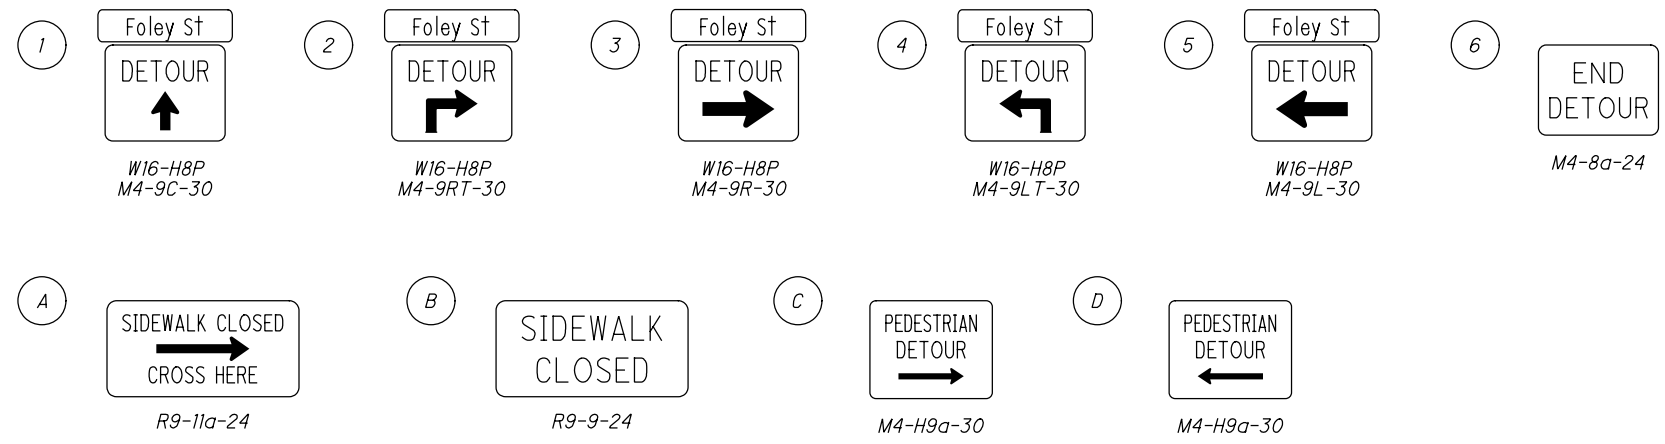 1
Foley St
DETOUR
W16-H8P
M4-9C-30
2
Foley St
DETOUR
W16-H8P
M4-9RT-30
3
Foley St
DETOUR
W16-H8P
M4-9R-30
4
Foley St
DETOUR
W16-H8P
M4-9LT-30
5
Foley St
DETOUR
W16-H8P
M4-9L-30
6
END
DETOUR
M4-8a-24
A
SIDEWALK CLOSED
CROSS HERE
R9-11a-24
B
SIDEWALK
CLOSED
R9-9-24
C
PEDESTRIAN
DETOUR
M4-H9a-30
D
PEDESTRIAN
DETOUR
M4-H9a-30